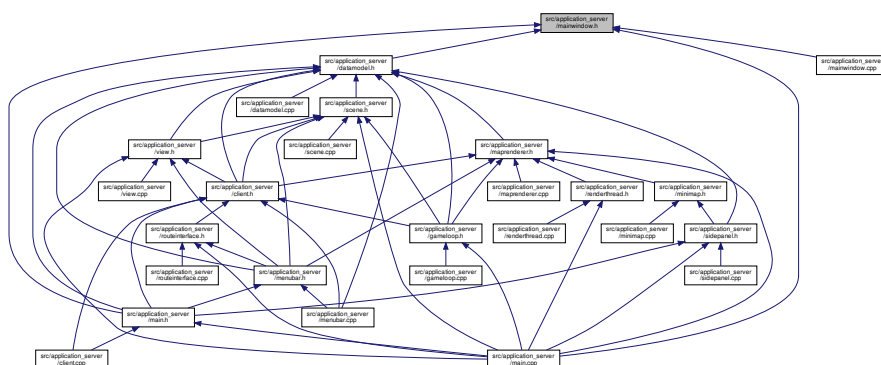 src/application_server
/mainwindow.h
src/application_server
/datamodel.h
src/application_server
/mainwindow.cpp
src/application_server
/datamodel.cpp
src/application_server
/scene.h
src/application_server
/view.h
src/application_server
/scene.cpp
src/application_server
/maprenderer.h
src/application_server
/view.cpp
src/application_server
/client.h
src/application_server
/maprenderer.cpp
src/application_server
/renderthread.h
src/application_server
/minimap.h
src/application_server
/routeinterface.h
src/application_server
/gameloop.h
src/application_server
/renderthread.cpp
src/application_server
/minimap.cpp
src/application_server
/sidepanel.h
src/application_server
/routeinterface.cpp
src/application_server
/menubar.h
src/application_server
/gameloop.cpp
src/application_server
/sidepanel.cpp
src/application_server
/main.h
src/application_server
/menubar.cpp
src/application_server
/client.cpp
src/application_server
/main.cpp